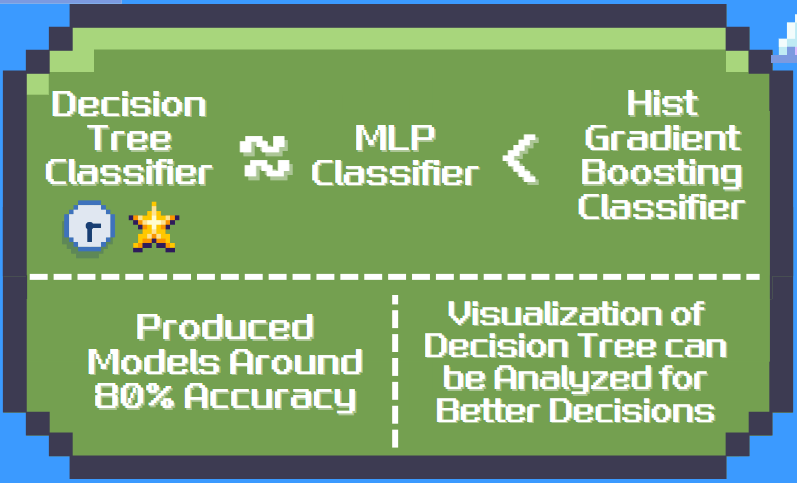 Decision
Tree
Classifier
≈
MLP
Classifier
<
Hist
Gradient
Boosting
Classifier
Produced
Models Around
80% Accuracy
Visualization of
Decision Tree can
be Analyzed for
Better Decisions